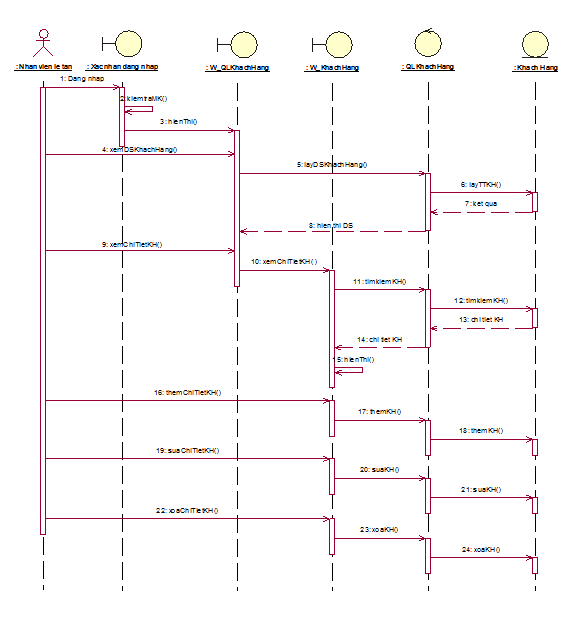 : Nhan vien le tan
: Xac nhan dang nhap
: W_QLKhachHang
: W_KhachHang
: QLKhachHang
: Khach Hang
1: Dang nhap
2: kiemtraMK()
3: hienThi()
4: xemDSKhachHang()
5: layDSKhachHang()
6: layTTKH()
7: ket qua
8: hien thi DS
9: xemChiTietKH()
10: xemChiTietKH()
11: timkiemKH()
12: timkiemKH()
13: chi tiet KH
14: chi tiet KH
15: hienThi()
16: themChiTietKH()
17: themKH()
18: themKH()
19: suaChiTietKH()
20: suaKH()
21: suaKH()
22: xoaChiTietKH()
23: xoaKH()
24: xoaKH()